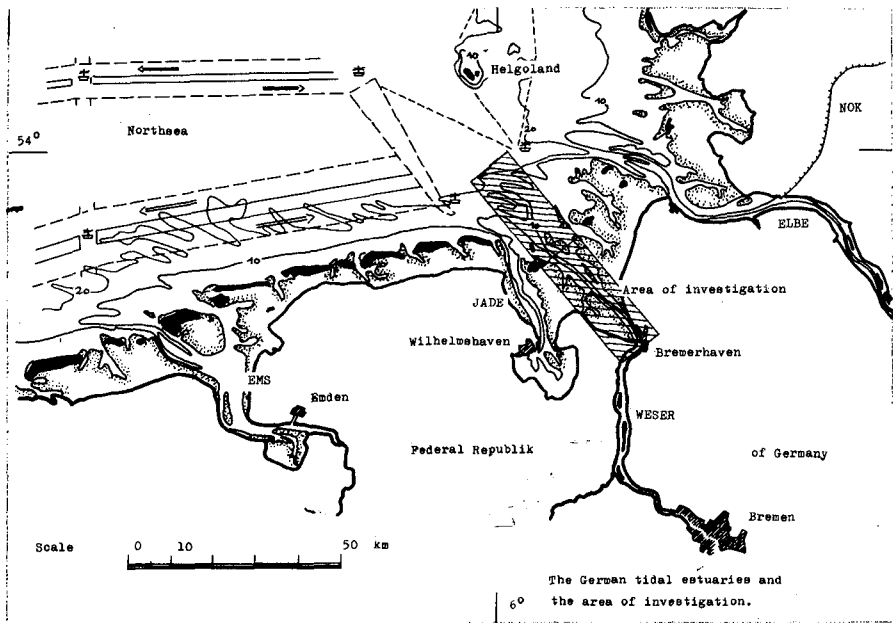 10
Helgoland
10
NOK
20
Northsea
54°
ELBE
10
20
Area of investigation
JADE
Wilhelmshaven
Bremerhaven
EMS
Emden
WESER
Federal Republik
of Germany
Bremen
Scale
0 10 50 km
The German tidal estuaries and
6°
the area of investigation.